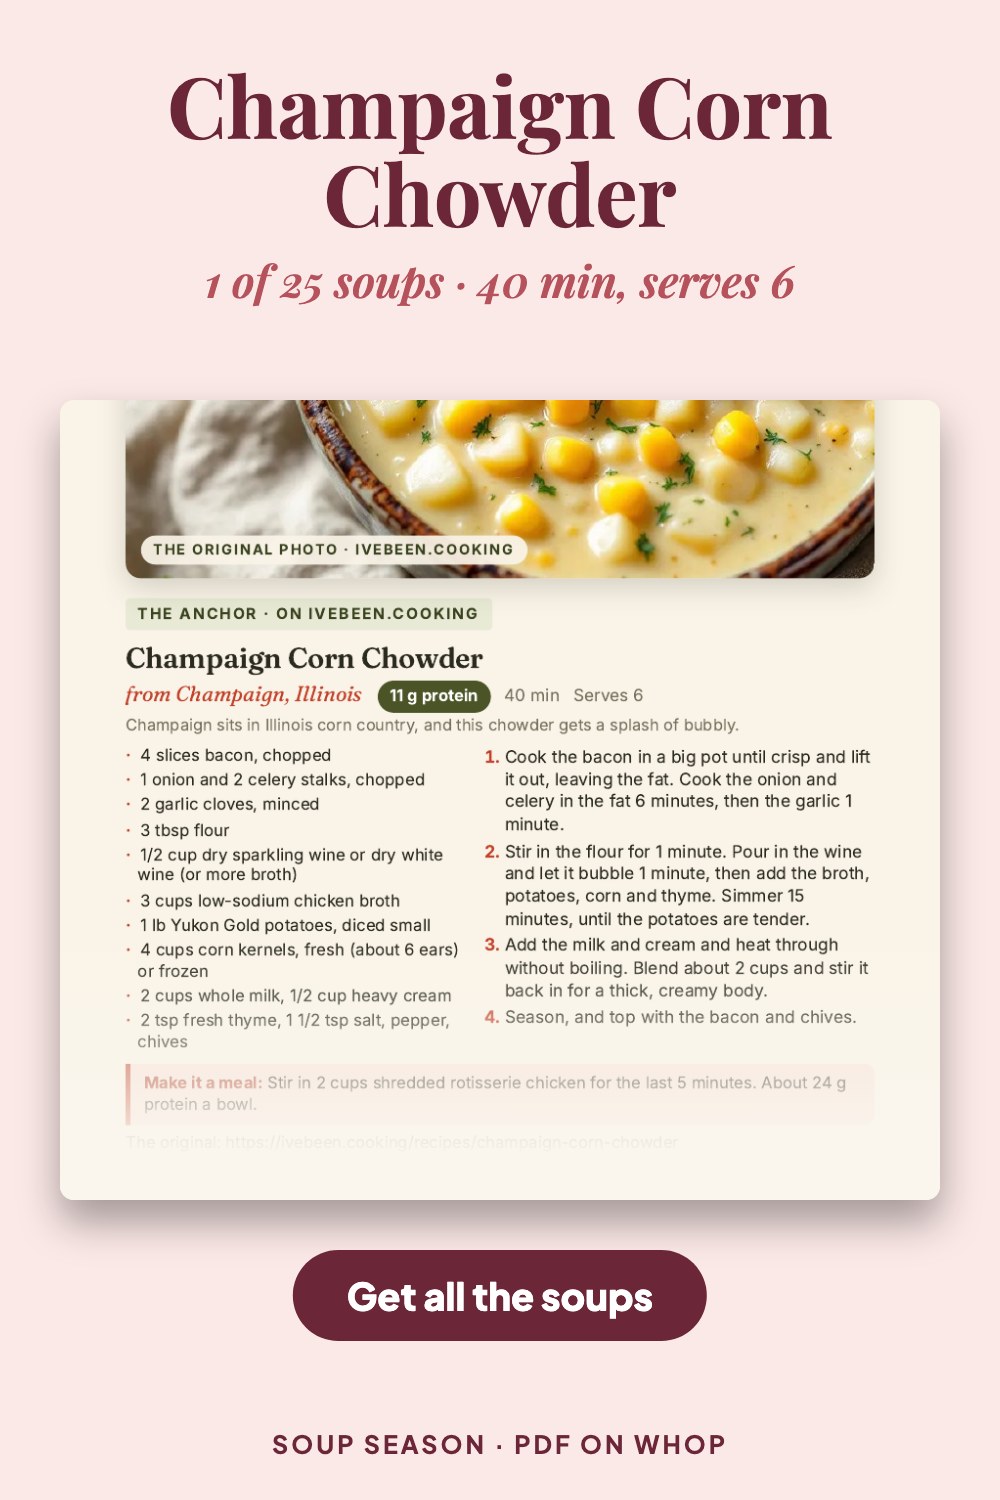 Champaign Corn
Chowder
1 of 25 soups · 40 min, serves 6
THE ORIGINAL PHOTO · IVEBEEN.COOKING
THE ANCHOR · ON IVEBEEN.COOKING
Champaign Corn Chowder
from Champaign, Illinois 11 g protein 40 min Serves 6
Champaign sits in Illinois corn country, and this chowder gets a splash of bubbly.
· 4 slices bacon, chopped
· 1 onion and 2 celery stalks, chopped
· 2 garlic cloves, minced
· 3 tbsp flour
· 1/2 cup dry sparkling wine or dry white
wine (or more broth)
· 3 cups low-sodium chicken broth
· 1 lb Yukon Gold potatoes, diced small
· 4 cups corn kernels, fresh (about 6 ears)
or frozen
· 2 cups whole milk, 1/2 cup heavy cream
· 2 tsp fresh thyme, 1 1/2 tsp salt, pepper,
chives
1. Cook the bacon in a big pot until crisp and lift
it out, leaving the fat. Cook the onion and
celery in the fat 6 minutes, then the garlic 1
minute.
2. Stir in the flour for 1 minute. Pour in the wine
and let it bubble 1 minute, then add the broth,
potatoes, corn and thyme. Simmer 15
minutes, until the potatoes are tender.
3. Add the milk and cream and heat through
without boiling. Blend about 2 cups and stir it
back in for a thick, creamy body.
4. Season, and top with the bacon and chives.
Make it a meal: Stir in 2 cups shredded rotisserie chicken for the last 5 minutes. About 24 g
protein a bowl.
The original: https://ivebeen.cooking/recipes/champaign-corn-chowder
Get all the soups
SOUP SEASON · PDF ON WHOP